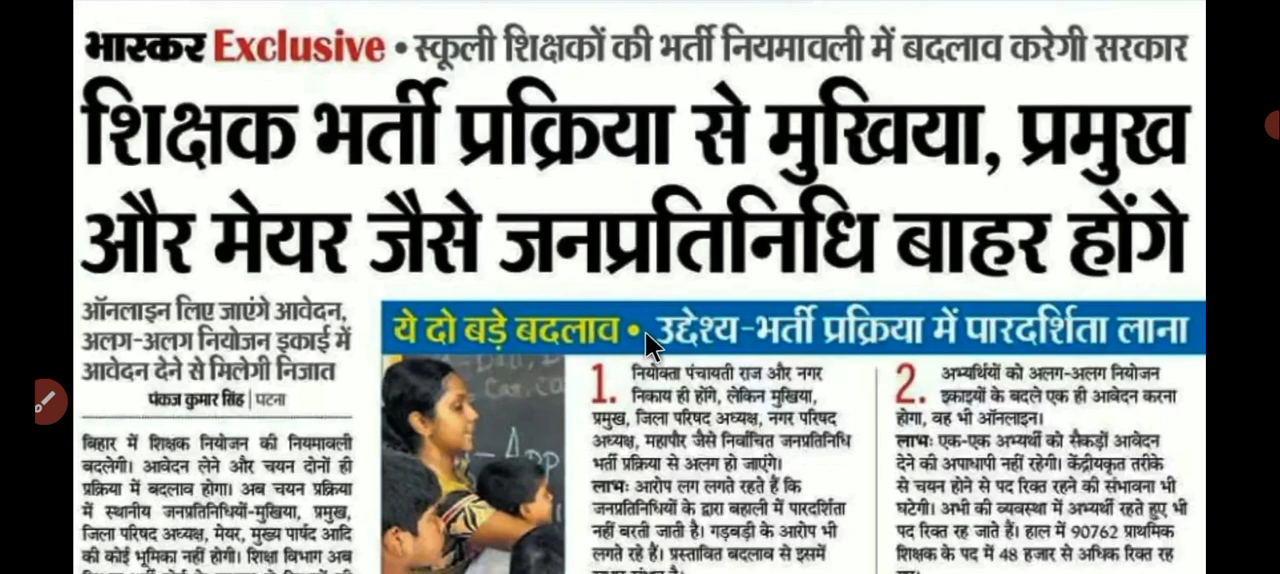 भास्कर Exclusive • स्कूली शिक्षकों की भर्ती नियमावली में बदलाव करेगी सरकार
शिक्षक भर्ती प्रक्रिया से मुखिया, प्रमुख
और मेयर जैसे जनप्रतिनिधि बाहर होंगे
ऑनलाइन लिए जाएंगे आवेदन,
अलग-अलग नियोजन इकाई में
आवेदन देने से मिलेगी निजात
पंकज कुमार सिंह | पटना
बिहार में शिक्षक नियोजन की नियमावली
बदलेगी। आवेदन लेने और चयन दोनों ही
प्रक्रिया में बदलाव होगा। अब चयन प्रक्रिया
में स्थानीय जनप्रतिनिधियों-मुखिया, प्रमुख,
जिला परिषद अध्यक्ष, मेयर, मुख्य पार्षद आदि
की कोई भूमिका नहीं होगी। शिक्षा विभाग अब
ये दो बड़े बदलाव • उद्देश्य-भर्ती प्रक्रिया में पारदर्शिता लाना
1. नियोक्ता पंचायती राज और नगर
निकाय ही होंगे, लेकिन मुखिया,
प्रमुख, जिला परिषद अध्यक्ष, नगर परिषद
अध्यक्ष, महापौर जैसे निर्वाचित जनप्रतिनिधि
भर्ती प्रक्रिया से अलग हो जाएंगे।
लाभ: आरोप लग लगते रहते हैं कि
जनप्रतिनिधियों के द्वारा बहाली में पारदर्शिता
नहीं बरती जाती है। गड़बड़ी के आरोप भी
लगते रहे हैं। प्रस्तावित बदलाव से इसमें
2. अभ्यर्थियों को अलग-अलग नियोजन
इकाइयों के बदले एक ही आवेदन करना
होगा, वह भी ऑनलाइन।
लाभ: एक-एक अभ्यर्थी को सैकड़ों आवेदन
देने की आपाधापी नहीं रहेगी। केंद्रीयकृत तरीके
से चयन होने से पद रिक्त रहने की संभावना भी
घटेगी। अभी की व्यवस्था में अभ्यर्थी रहते हुए भी
पद रिक्त रह जाते हैं। हाल में 90762 प्राथमिक
शिक्षक के पद में 48 हजार से अधिक रिक्त रह